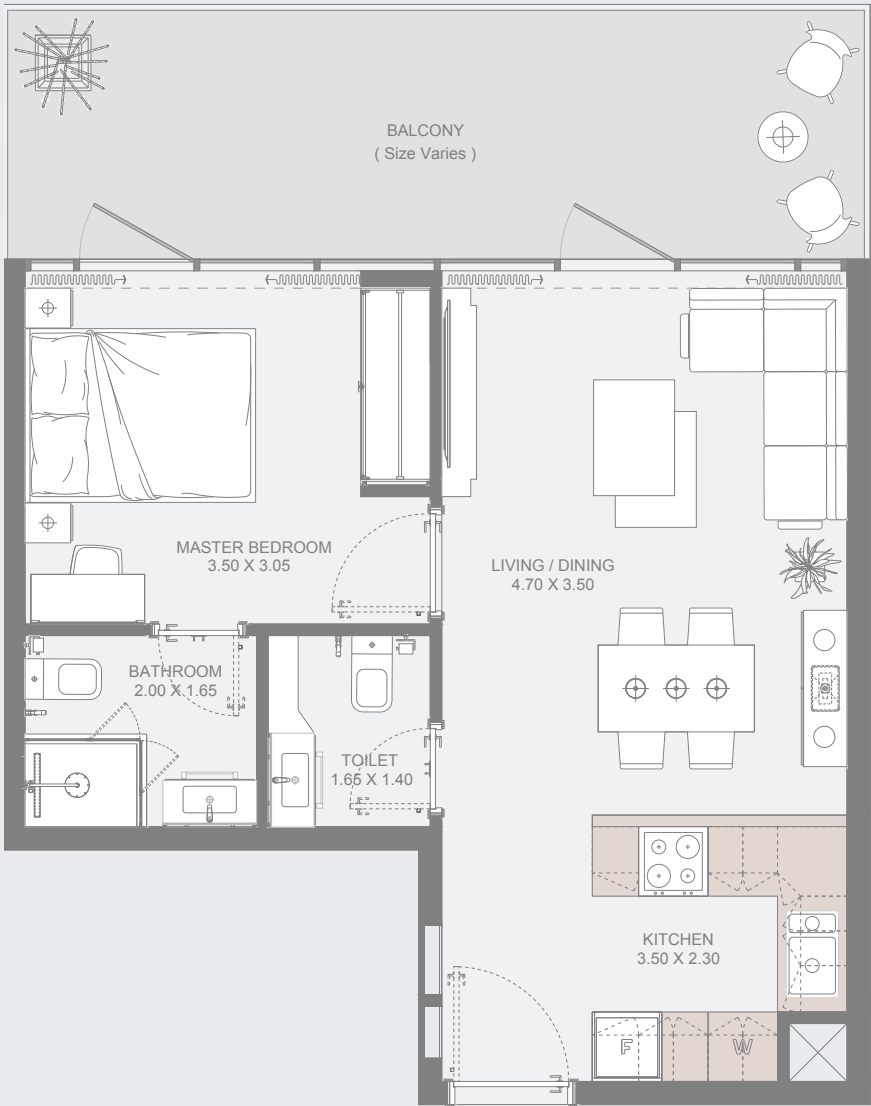 BALCONY
( Size Varies )
MASTER BEDROOM
3.50 X 3.05
LIVING / DINING
4.70 X 3.50
BATHROOM
2.00 X 1.65
TOILET
1.65 X 1.40
KITCHEN
3.50 X 2.30
F
W